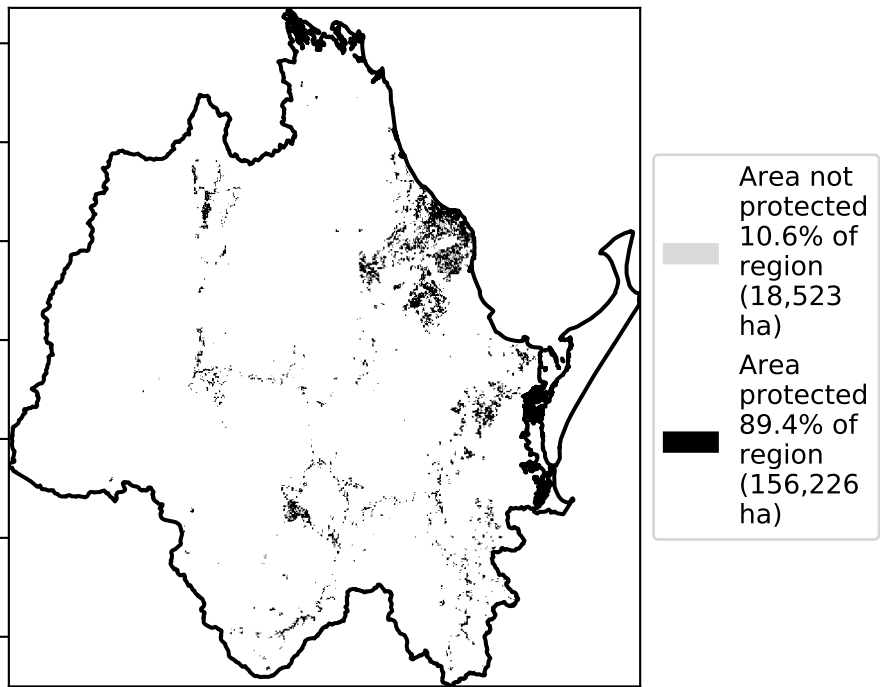 Area not
protected
10.6% of
region
(18,523
ha)
Area
protected
89.4% of
region
(156,226
ha)